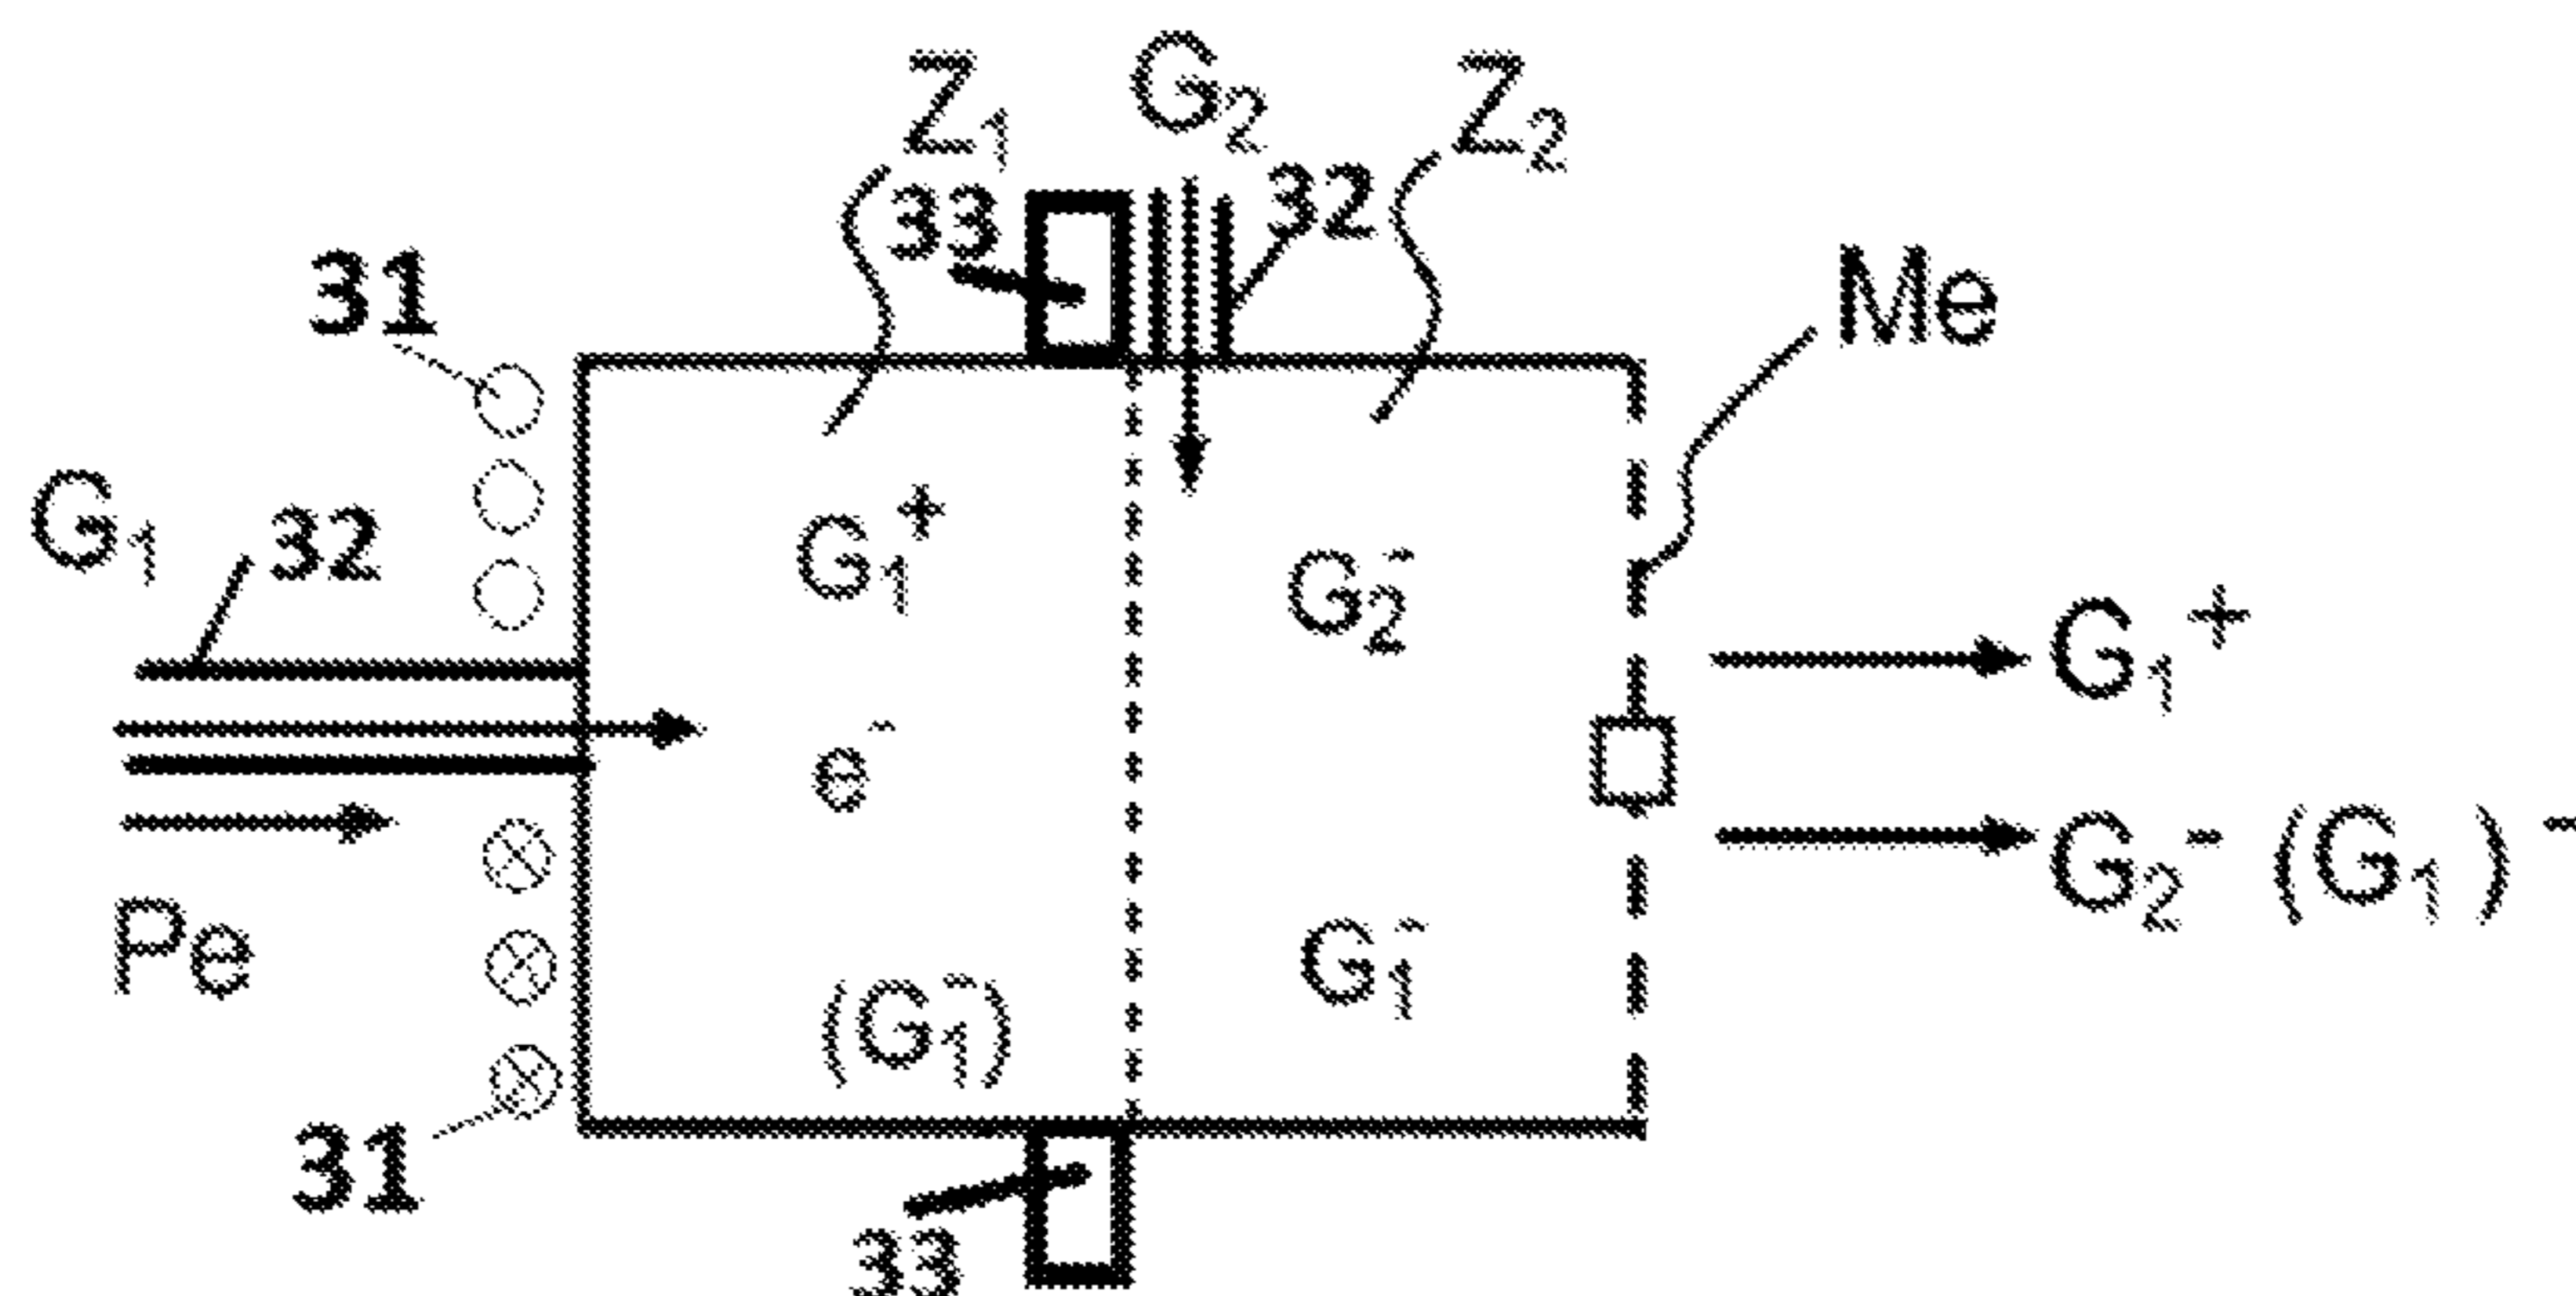 Z₁ G₂ Z₂
33 32
31 Me
G₁ 32
G₁⁺ G₂⁻
G₁⁺
e⁻
G₂⁻ (G₁)⁻
Pe
(G₁⁻) G₁⁻
31
33